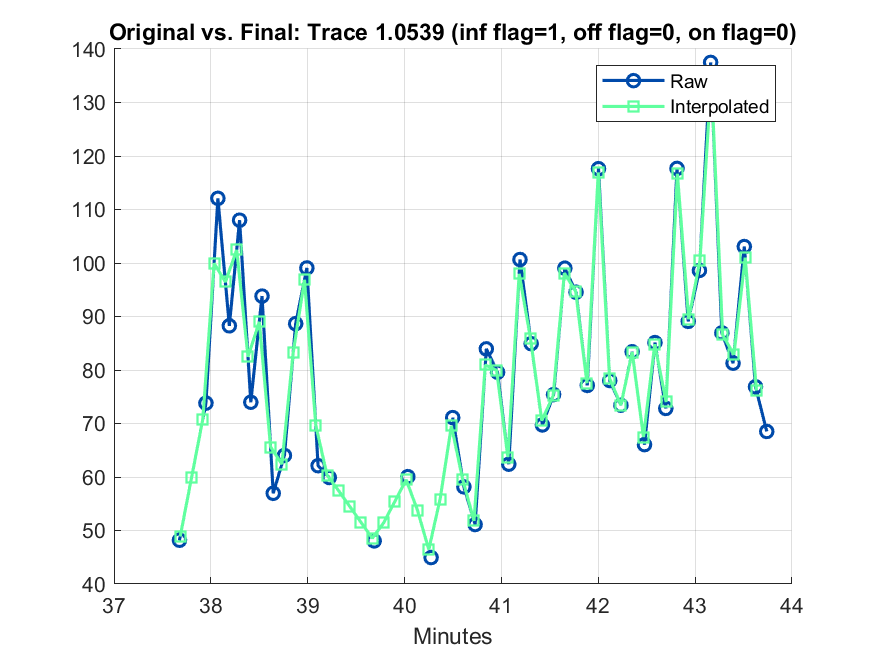 Original vs. Final: Trace 1.0539 (inf flag=1, off flag=0, on flag=0)
140
130
120
110
100
90
80
70
60
50
40
Raw
Interpolated
37 38 39 40 41 42 43 44
Minutes